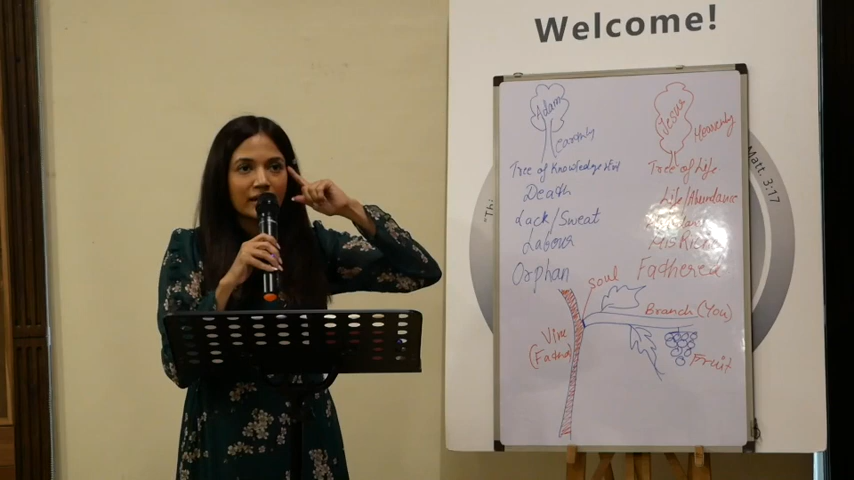 Welcome!
Adam
Earthly
Tree of Knowledge
Death
Lack/Sweat
Labour
Orphan
Jesus
Heavenly
Tree of Life
Life/Abundance
Fathered
Soul
Branch (You)
Vine
Fruit
"Thi
Matt. 3:17